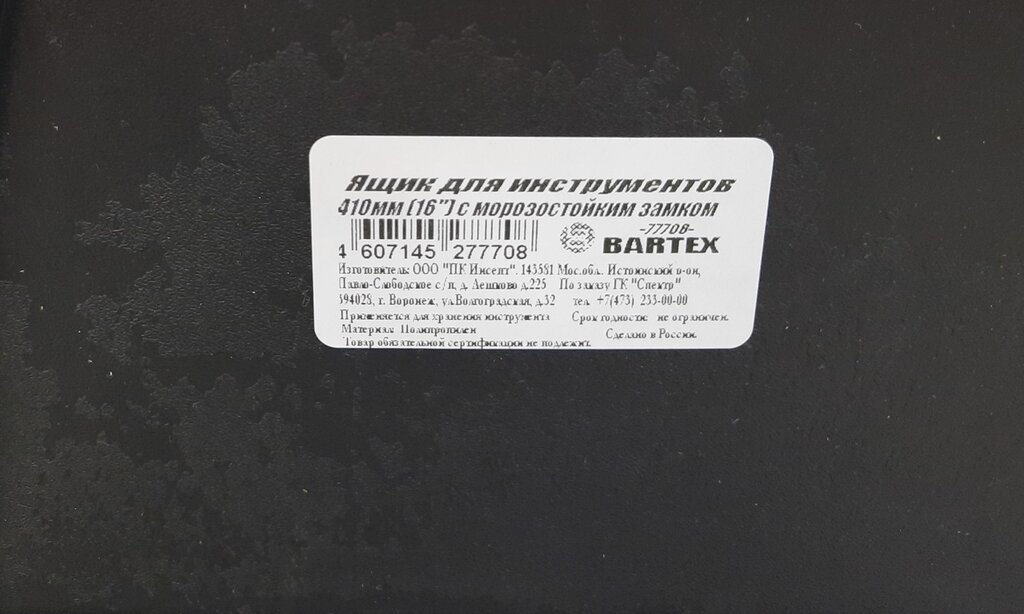 Ящик для инструментов
410мм (16") с морозостойким замком
-77708-
BARTEX
4 607145 277708
Изготовитель: ООО "ПК Инсепт". 143581 Мос.обл. Истринский р-он,
Павло-Слободское с/п, д. Лешково д.225 По заказу ГК "Спектр"
394028, г. Воронеж, ул.Волгоградская, д.32 тел. +7(473) 233-00-00
Применяется для хранения инструмента Срок годности: не ограничен.
Материал: Полипропилен Сделано в России.
Товар обязательной сертификации не подлежит.